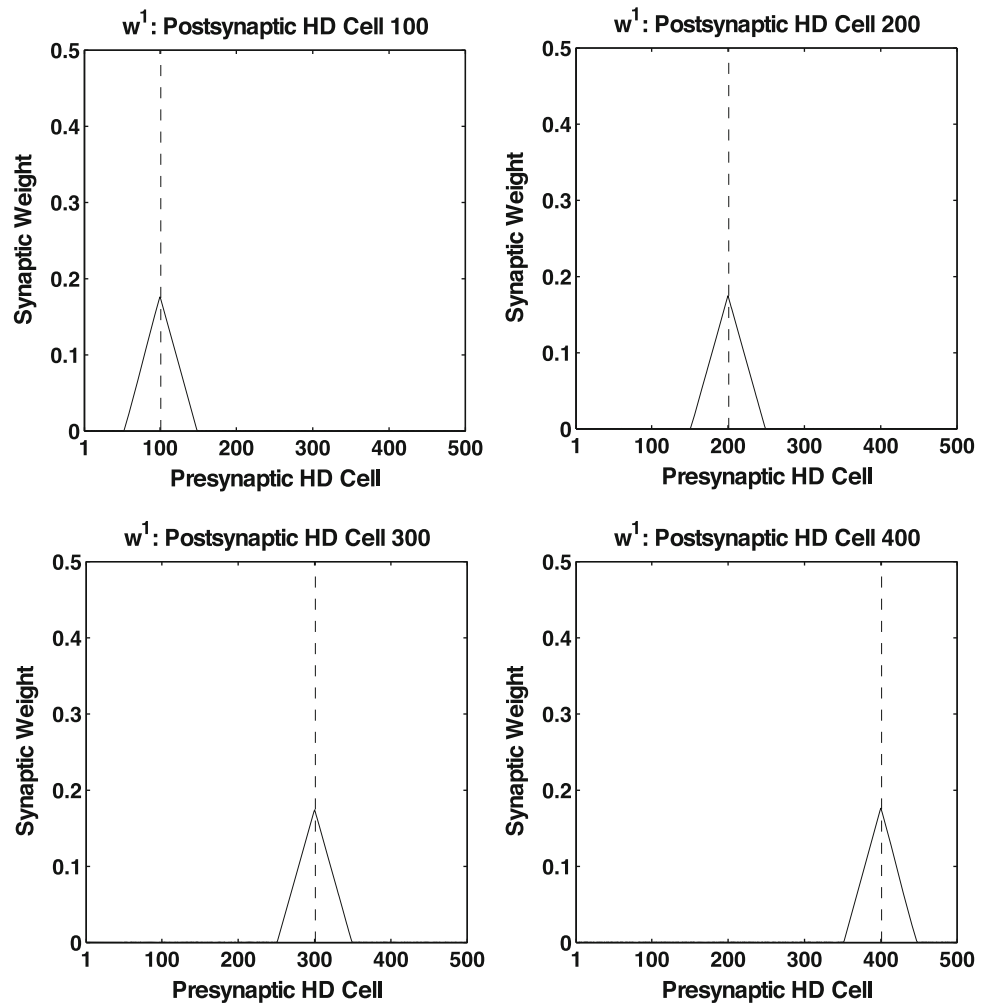 w¹: Postsynaptic HD Cell 100
0.5
0.4
0.3
0.2
0.1
0
Synaptic Weight
1 100 200 300 400 500
Presynaptic HD Cell
w¹: Postsynaptic HD Cell 200
0.5
0.4
0.3
0.2
0.1
0
Synaptic Weight
1 100 200 300 400 500
Presynaptic HD Cell
w¹: Postsynaptic HD Cell 300
0.5
0.4
0.3
0.2
0.1
0
Synaptic Weight
1 100 200 300 400 500
Presynaptic HD Cell
w¹: Postsynaptic HD Cell 400
0.5
0.4
0.3
0.2
0.1
0
Synaptic Weight
1 100 200 300 400 500
Presynaptic HD Cell